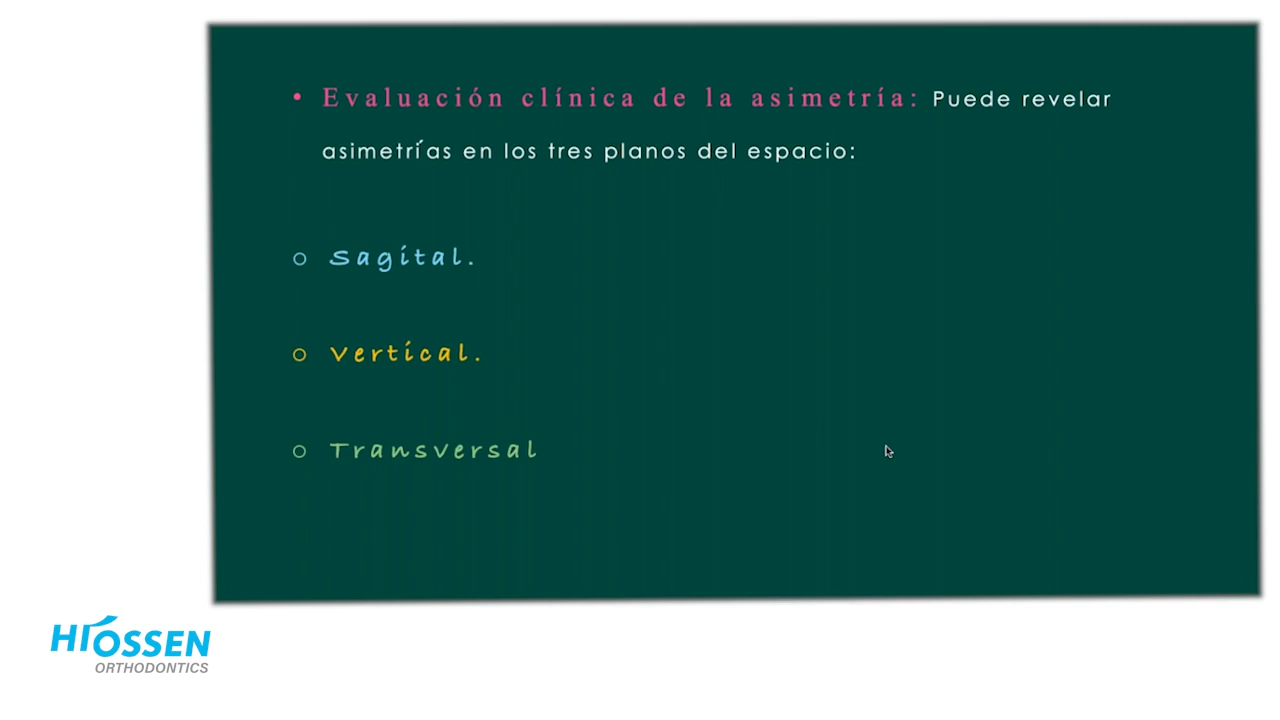 • Evaluación clínica de la asimetría: Puede revelar
asimetrías en los tres planos del espacio:
o Sagital.
o Vertical.
o Transversal
HIOSSEN
ORTHODONTICS